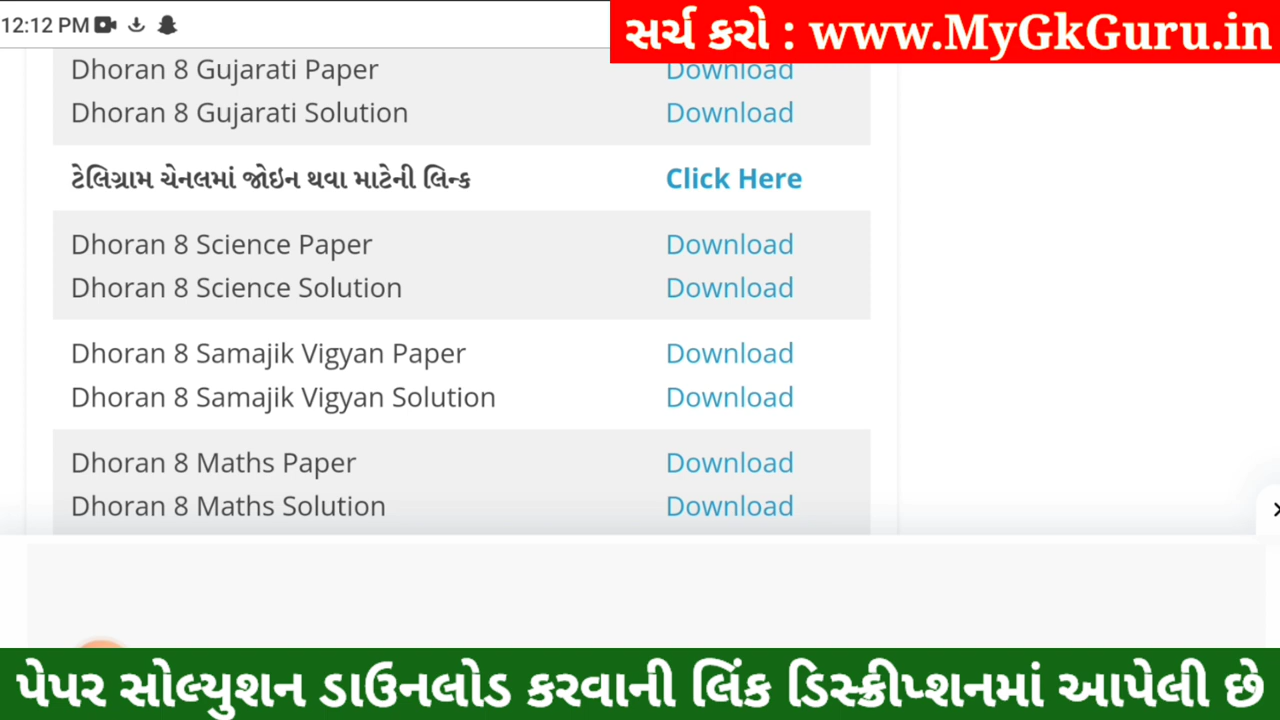 12:12 PM
સર્ચ કરો : www.MyGkGuru.in
Dhoran 8 Gujarati Paper Download
Dhoran 8 Gujarati Solution Download
ટેલિગ્રામ ચેનલમાં જોઇન થવા માટેની લિન્ક Click Here
Dhoran 8 Science Paper Download
Dhoran 8 Science Solution Download
Dhoran 8 Samajik Vigyan Paper Download
Dhoran 8 Samajik Vigyan Solution Download
Dhoran 8 Maths Paper Download
Dhoran 8 Maths Solution Download
પેપર સોલ્યુશન ડાઉનલોડ કરવાની લિંક ડિસ્ક્રીપ્શનમાં આપેલી છે